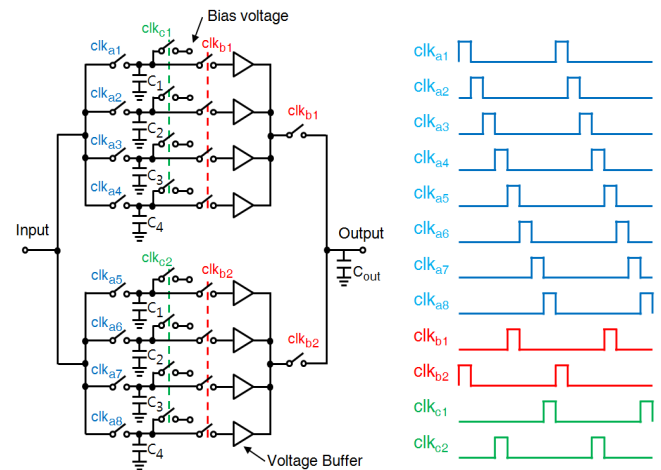 Bias voltage
clkc1
clka1
clkb1
C1
clka2
C2
clka3
C3
clka4
C4
clkb1
Input
Output
Cout
clkc2
clka5
clkb2
C1
clka6
C2
clka7
C3
clka8
C4
clkb2
Voltage Buffer
clka1
clka2
clka3
clka4
clka5
clka6
clka7
clka8
clkb1
clkb2
clkc1
clkc2